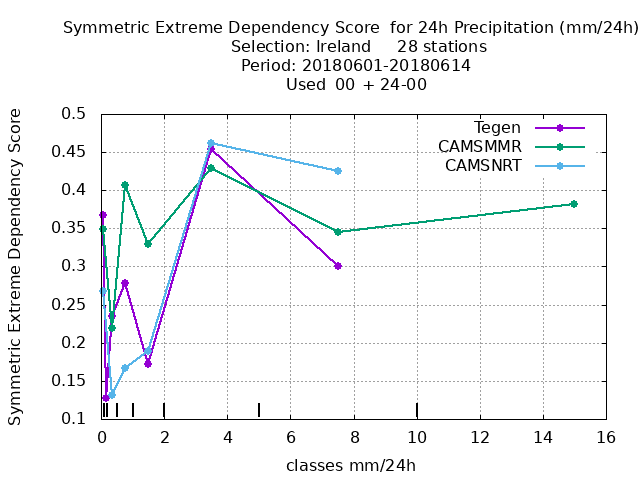 Symmetric Extreme Dependency Score  for 24h Precipitation (mm/24h)
Selection: Ireland     28 stations
Period: 20180601-20180614
Used  00 + 24-00
Symmetric Extreme Dependency Score
0.5
0.45
0.4
0.35
0.3
0.25
0.2
0.15
0.1
Tegen
CAMSMMR
CAMSNRT
0 2 4 6 8 10 12 14 16
classes mm/24h